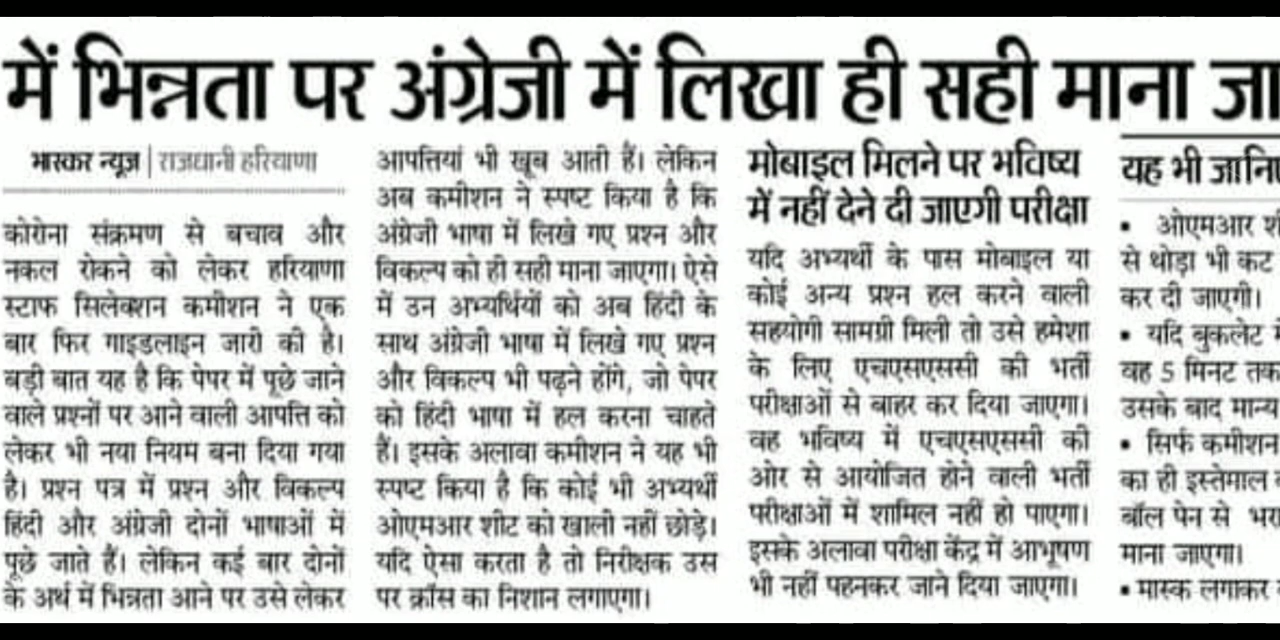 में भिन्नता पर अंग्रेजी में लिखा ही सही माना जा
भास्कर न्यूज | राजधानी हरियाणा
कोरोना संक्रमण से बचाव और
नकल रोकने को लेकर हरियाणा
स्टाफ सिलेक्शन कमीशन ने एक
बार फिर गाइडलाइन जारी की है।
बड़ी बात यह है कि पेपर में पूछे जाने
वाले प्रश्नों पर आने वाली आपत्ति को
लेकर भी नया नियम बना दिया गया
है। प्रश्न पत्र में प्रश्न और विकल्प
हिंदी और अंग्रेजी दोनों भाषाओं में
पूछे जाते हैं। लेकिन कई बार दोनों
के अर्थ में भिन्नता आने पर उसे लेकर
आपत्तियां भी खूब आती हैं। लेकिन
अब कमीशन ने स्पष्ट किया है कि
अंग्रेजी भाषा में लिखे गए प्रश्न और
विकल्प को ही सही माना जाएगा। ऐसे
में उन अभ्यर्थियों को अब हिंदी के
साथ अंग्रेजी भाषा में लिखे गए प्रश्न
और विकल्प भी पढ़ने होंगे, जो पेपर
को हिंदी भाषा में हल करना चाहते
हैं। इसके अलावा कमीशन ने यह भी
स्पष्ट किया है कि कोई भी अभ्यर्थी
ओएमआर शीट को खाली नहीं छोड़े।
यदि ऐसा करता है तो निरीक्षक उस
पर क्रॉस का निशान लगाएगा।
मोबाइल मिलने पर भविष्य
में नहीं देने दी जाएगी परीक्षा
यदि अभ्यर्थी के पास मोबाइल या
कोई अन्य प्रश्न हल करने वाली
सहयोगी सामग्री मिली तो उसे हमेशा
के लिए एचएसएससी की भर्ती
परीक्षाओं से बाहर कर दिया जाएगा।
वह भविष्य में एचएसएससी की
ओर से आयोजित होने वाली भर्ती
परीक्षाओं में शामिल नहीं हो पाएगा।
इसके अलावा परीक्षा केंद्र में आभूषण
भी नहीं पहनकर जाने दिया जाएगा।
यह भी जानि
• ओएमआर
से थोड़ा भी कट
कर दी जाएगी।
• यदि बुकलेट
वह 5 मिनट तक
उसके बाद मान्य
• सिर्फ कमीशन
का ही इस्तेमाल
बॉल पेन से भरा
माना जाएगा।
• मास्क लगाकर